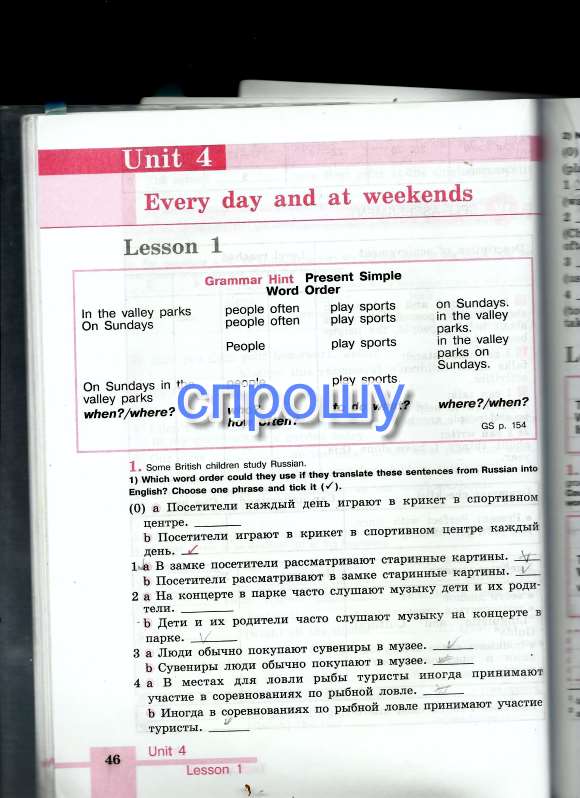 Unit 4
Every day and at weekends
Lesson 1
Grammar Hint Present Simple
Word Order
In the valley parks people often play sports on Sundays.
On Sundays people often play sports in the valley parks.
People play sports in the valley parks on Sundays.
On Sundays in the valley parks people play sports
when?/where? where?/when?
how often?
GS p. 154
спрошу
1. Some British children study Russian.
1) Which word order could they use if they translate these sentences from Russian into
English? Choose one phrase and tick it (✓).
(0) a Посетители каждый день играют в крикет в спортивном
центре.
b Посетители играют в крикет в спортивном центре каждый
день. ✓
1 a В замке посетители рассматривают старинные картины.
b Посетители рассматривают в замке старинные картины.
2 a На концерте в парке часто слушают музыку дети и их роди-
тели.
b Дети и их родители часто слушают музыку на концерте в
парке.
3 a Люди обычно покупают сувениры в музее.
b Сувениры люди обычно покупают в музее.
4 a В местах для ловли рыбы туристы иногда принимают
участие в соревнованиях по рыбной ловле.
b Иногда в соревнованиях по рыбной ловле принимают участие
туристы.
46
Unit 4
Lesson 1